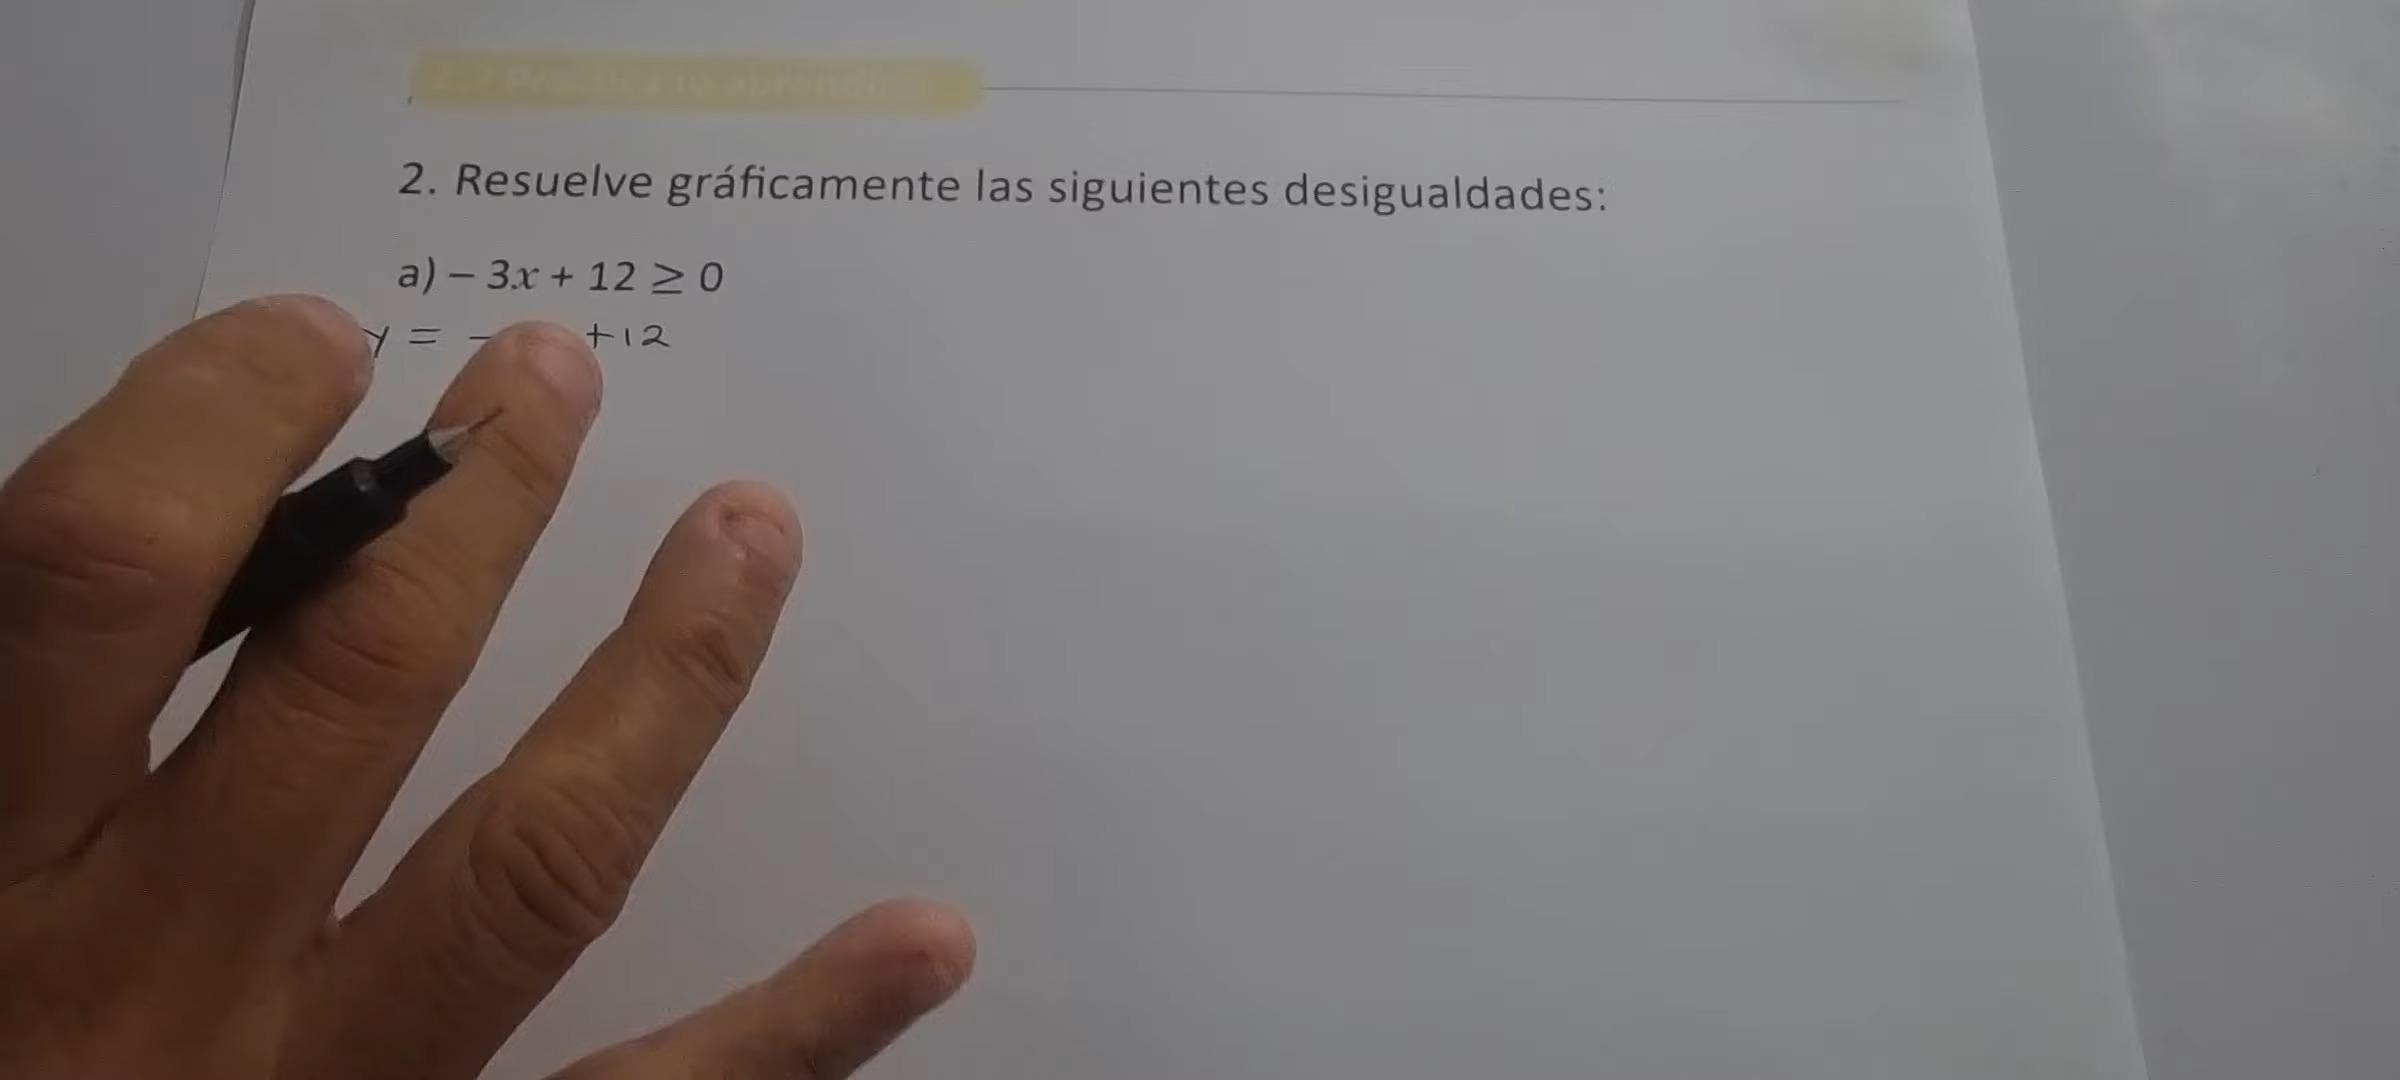 2. Resuelve gráficamente las siguientes desigualdades:
a) – 3x + 12 ≥ 0
y = – +12